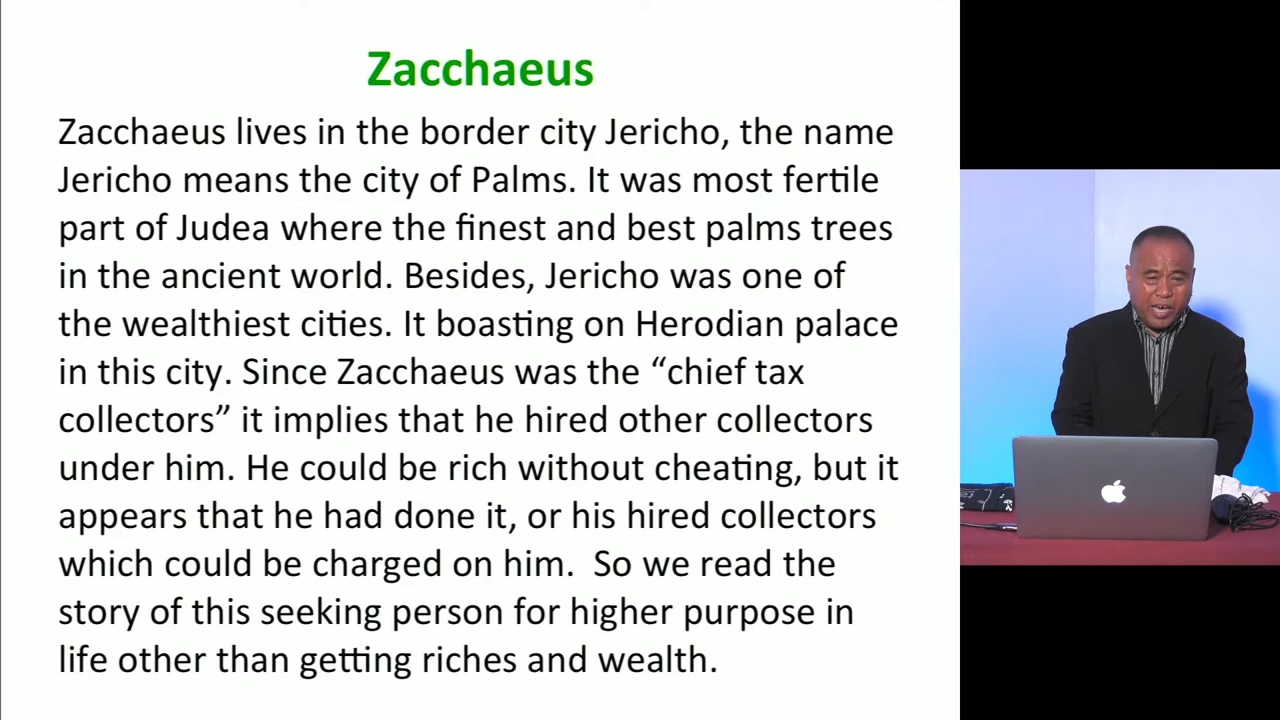 Zacchaeus
Zacchaeus lives in the border city Jericho, the name
Jericho means the city of Palms. It was most fertile
part of Judea where the finest and best palms trees
in the ancient world. Besides, Jericho was one of
the wealthiest cities. It boasting on Herodian palace
in this city. Since Zacchaeus was the “chief tax
collectors” it implies that he hired other collectors
under him. He could be rich without cheating, but it
appears that he had done it, or his hired collectors
which could be charged on him.  So we read the
story of this seeking person for higher purpose in
life other than getting riches and wealth.